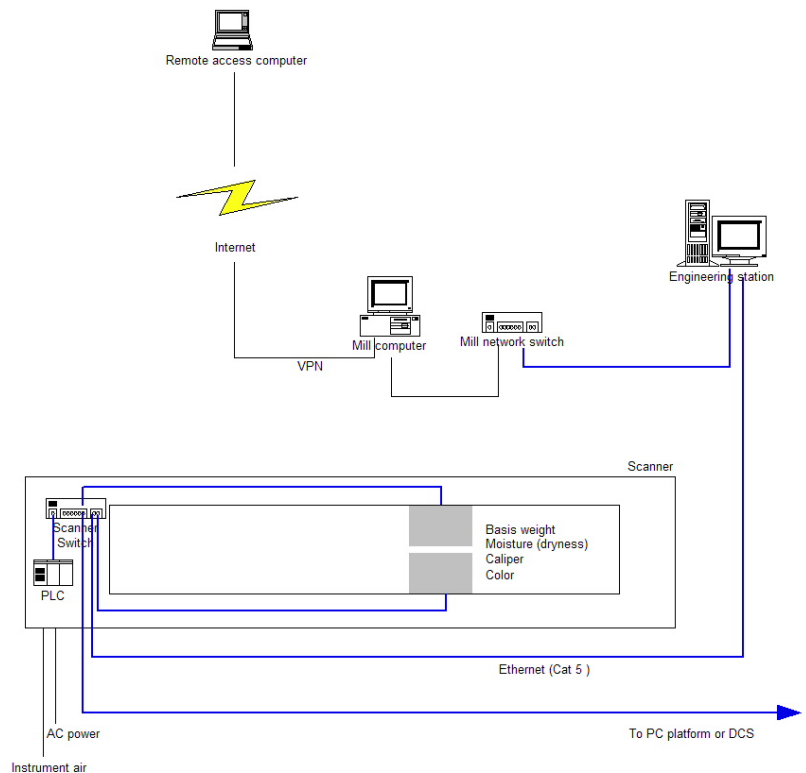 Remote access computer
Internet
Engineering station
Mill computer
Mill network switch
VPN
Scanner
Scanner
Switch
PLC
Basis weight
Moisture (dryness)
Caliper
Color
Ethernet (Cat 5 )
AC power
To PC platform or DCS
Instrument air